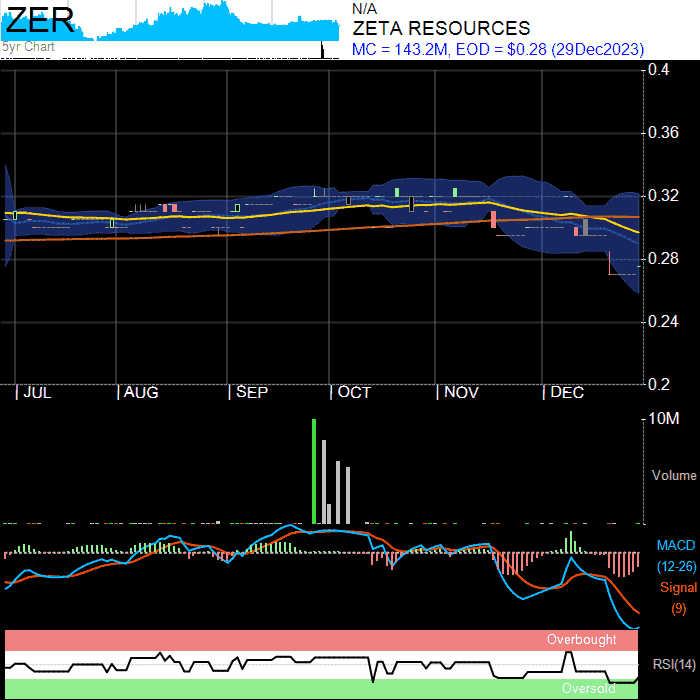 ZER
5yr Chart
N/A
ZETA RESOURCES
MC = 143.2M, EOD = $0.28 (29Dec2023)
0.4
0.36
0.32
0.28
0.24
0.2
JUL AUG SEP OCT NOV DEC
10M
Volume
MACD
(12-26)
Signal
(9)
Overbought
RSI(14)
Oversold